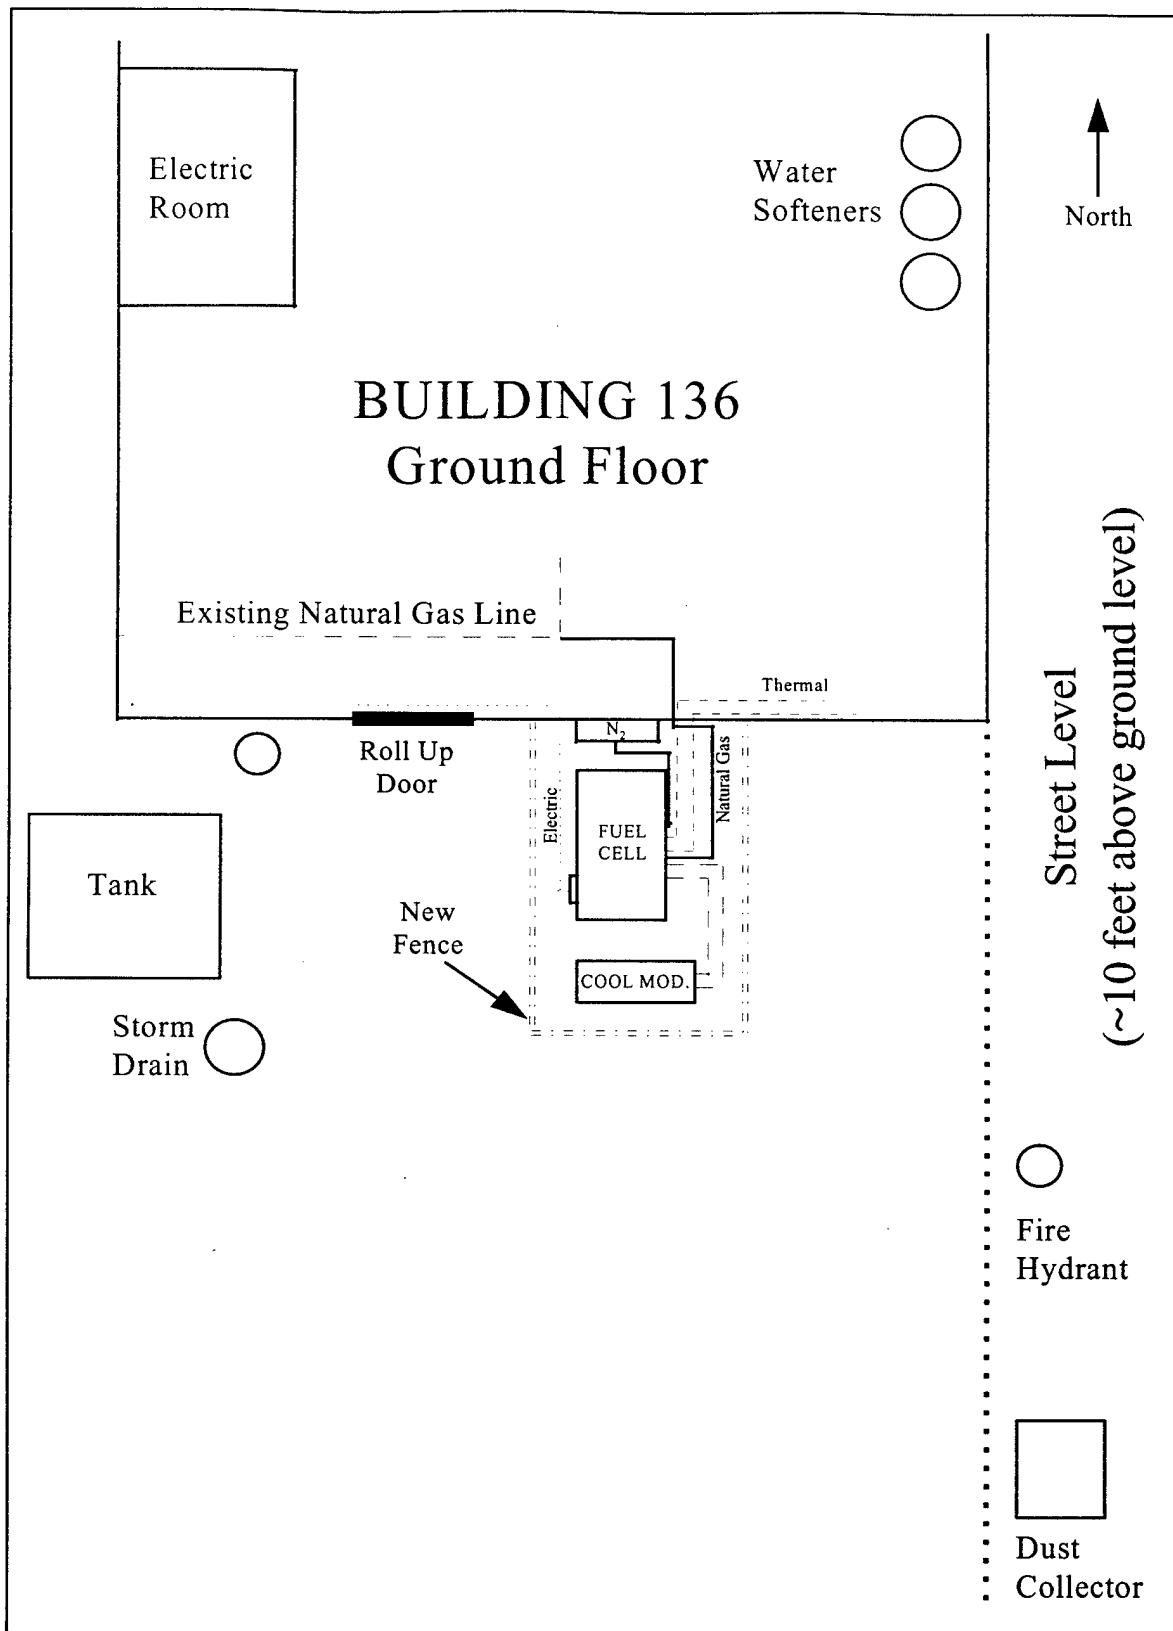 Electric
Room
Water
Softeners
North
BUILDING 136
Ground Floor
Existing Natural Gas Line
Thermal
N₂
Roll Up
Door
Electric
Natural Gas
FUEL
CELL
Tank
New
Fence
COOL MOD.
Storm
Drain
Street Level
(~10 feet above ground level)
Fire
Hydrant
Dust
Collector